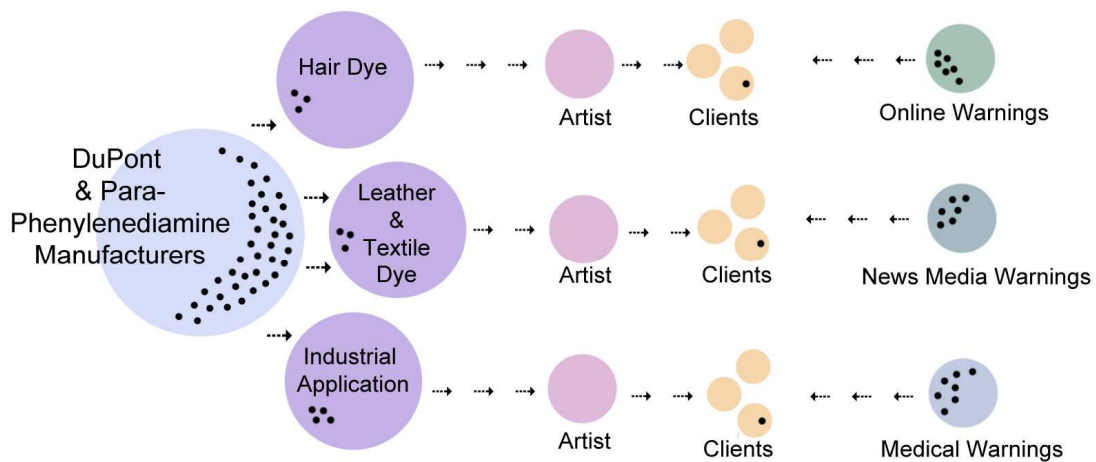 Hair Dye
Artist
Clients
Online Warnings
DuPont
& Para-
Phenylenediamine
Manufacturers
Leather
&
Textile
Dye
Artist
Clients
News Media Warnings
Industrial
Application
Artist
Clients
Medical Warnings